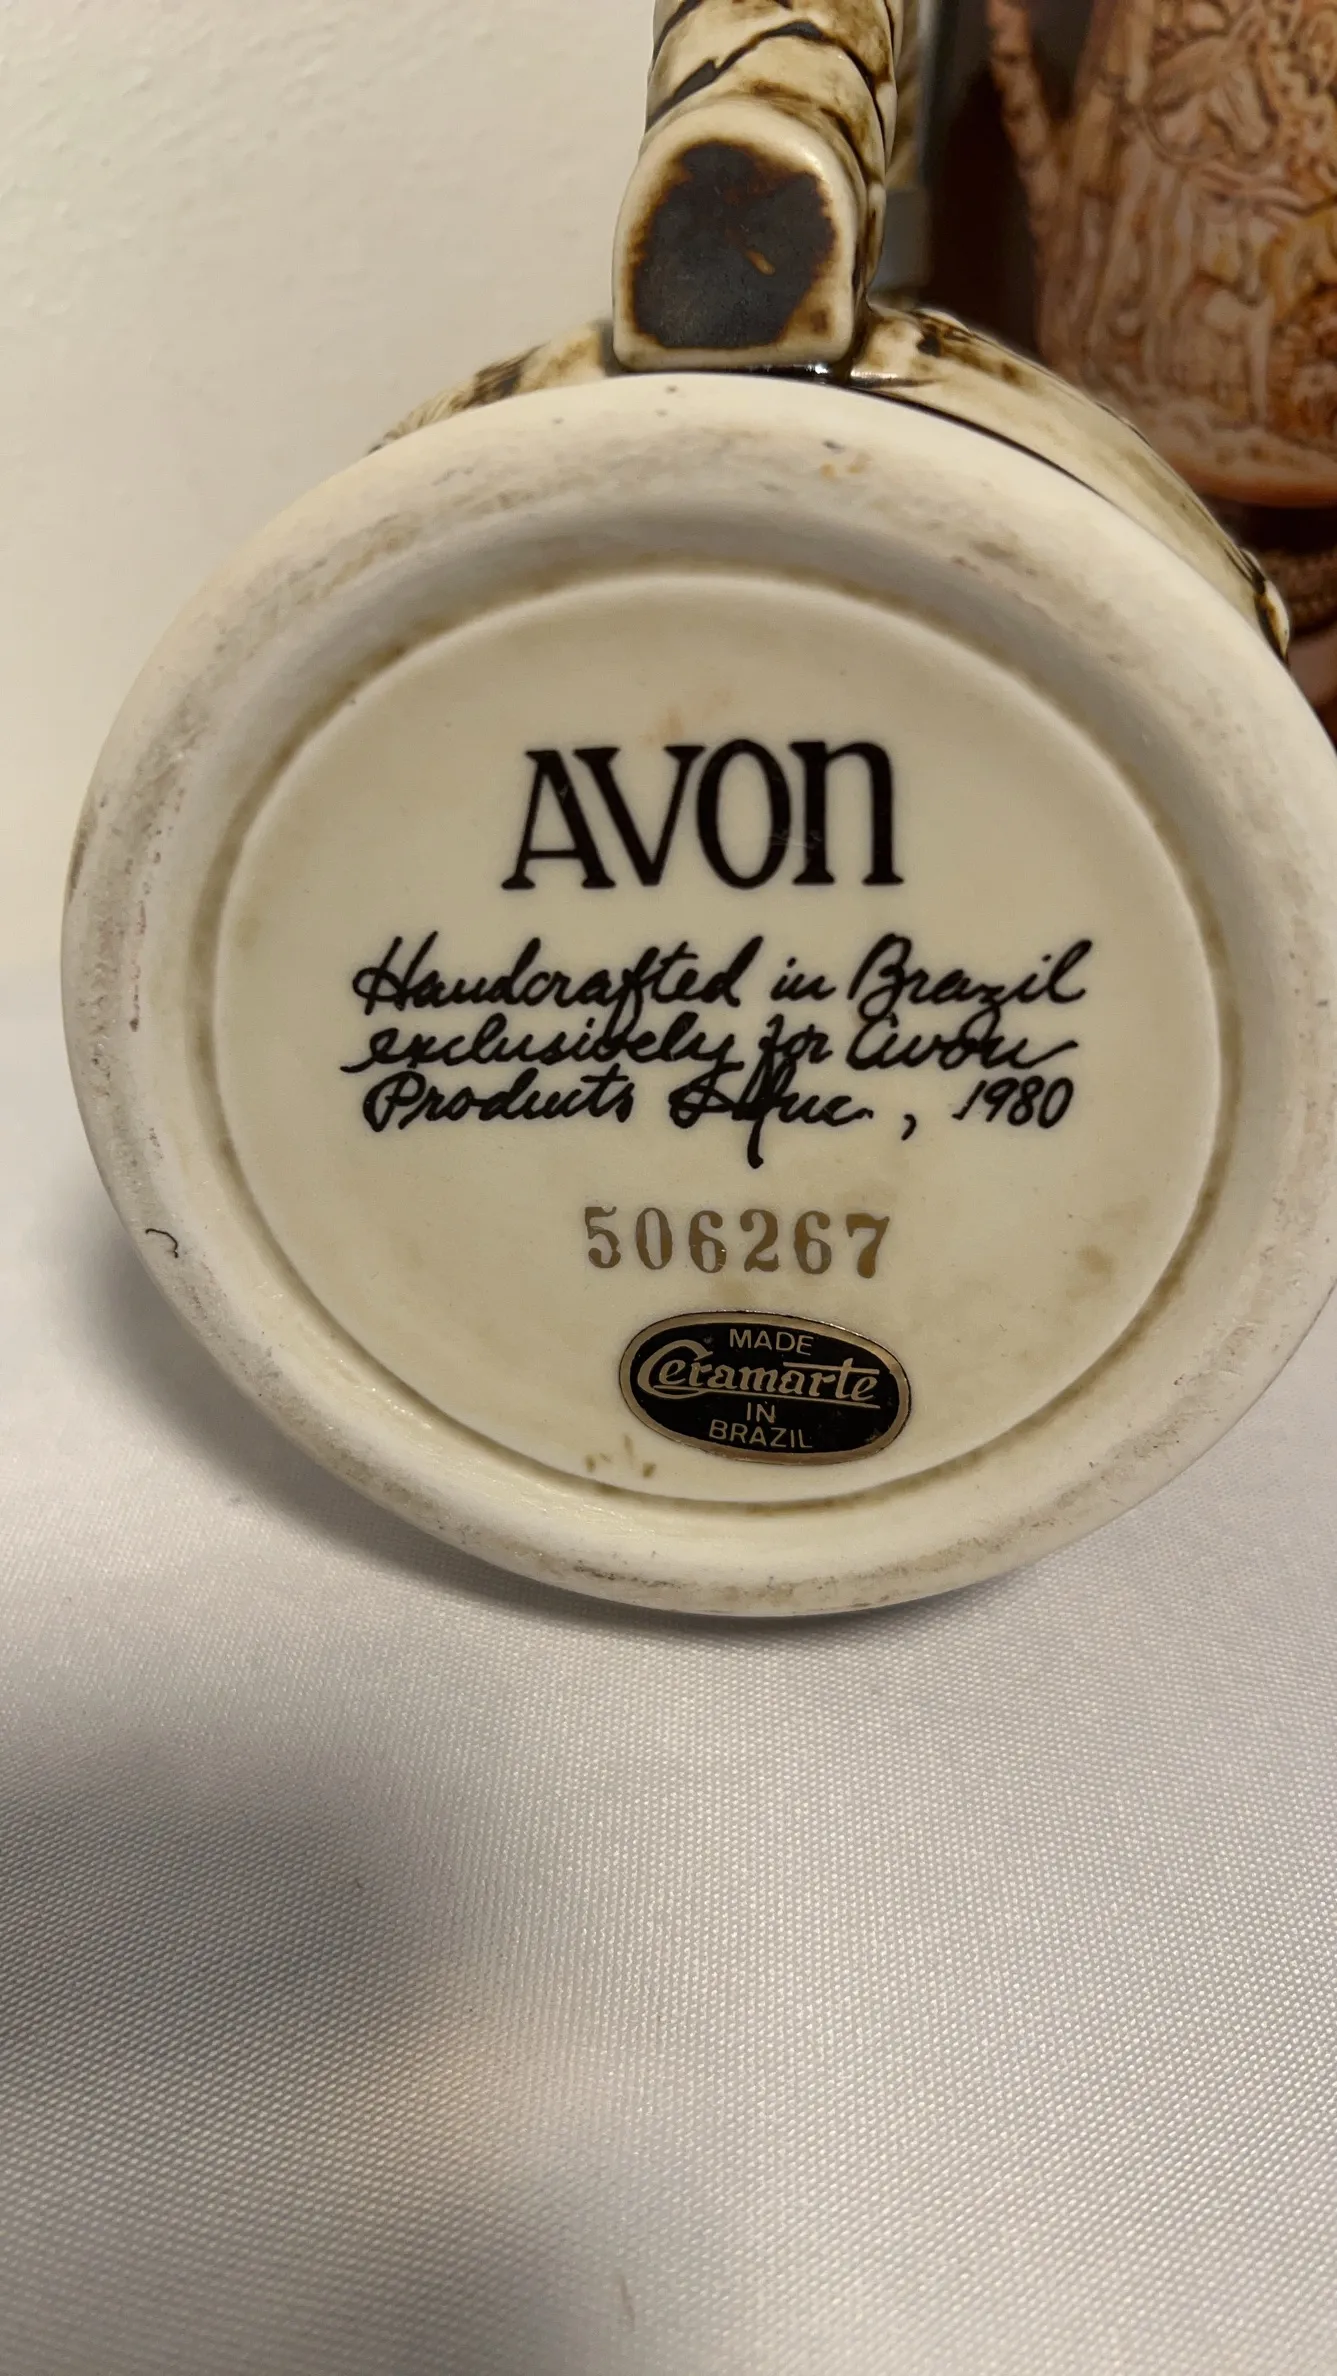 AVON
Handcrafted in Brazil
exclusively for Avon
Products Inc., 1980
506267
MADE
Ceramarte
IN
BRAZIL